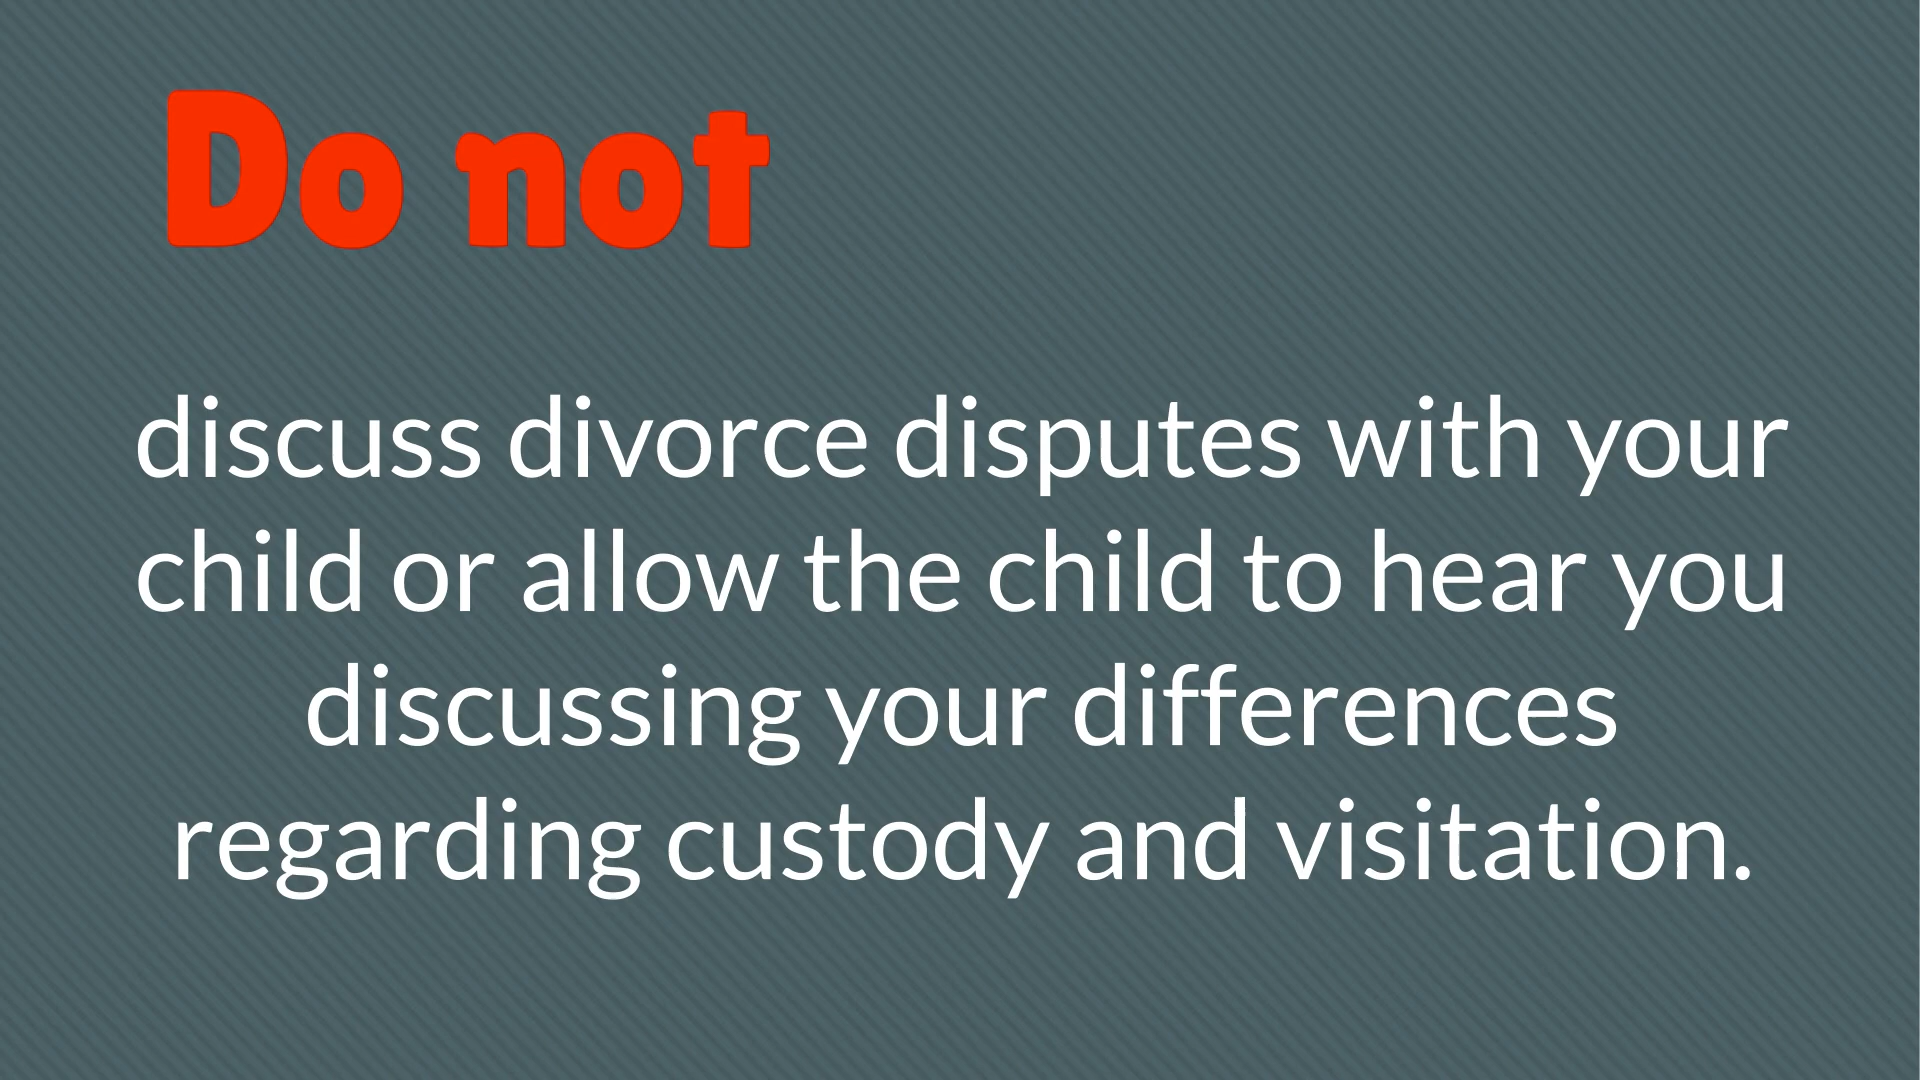 Do not
discuss divorce disputes with your
child or allow the child to hear you
discussing your differences
regarding custody and visitation.